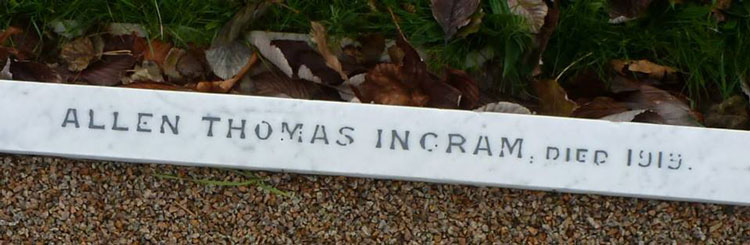 ALLEN THOMAS INGRAM, DIED 1919.